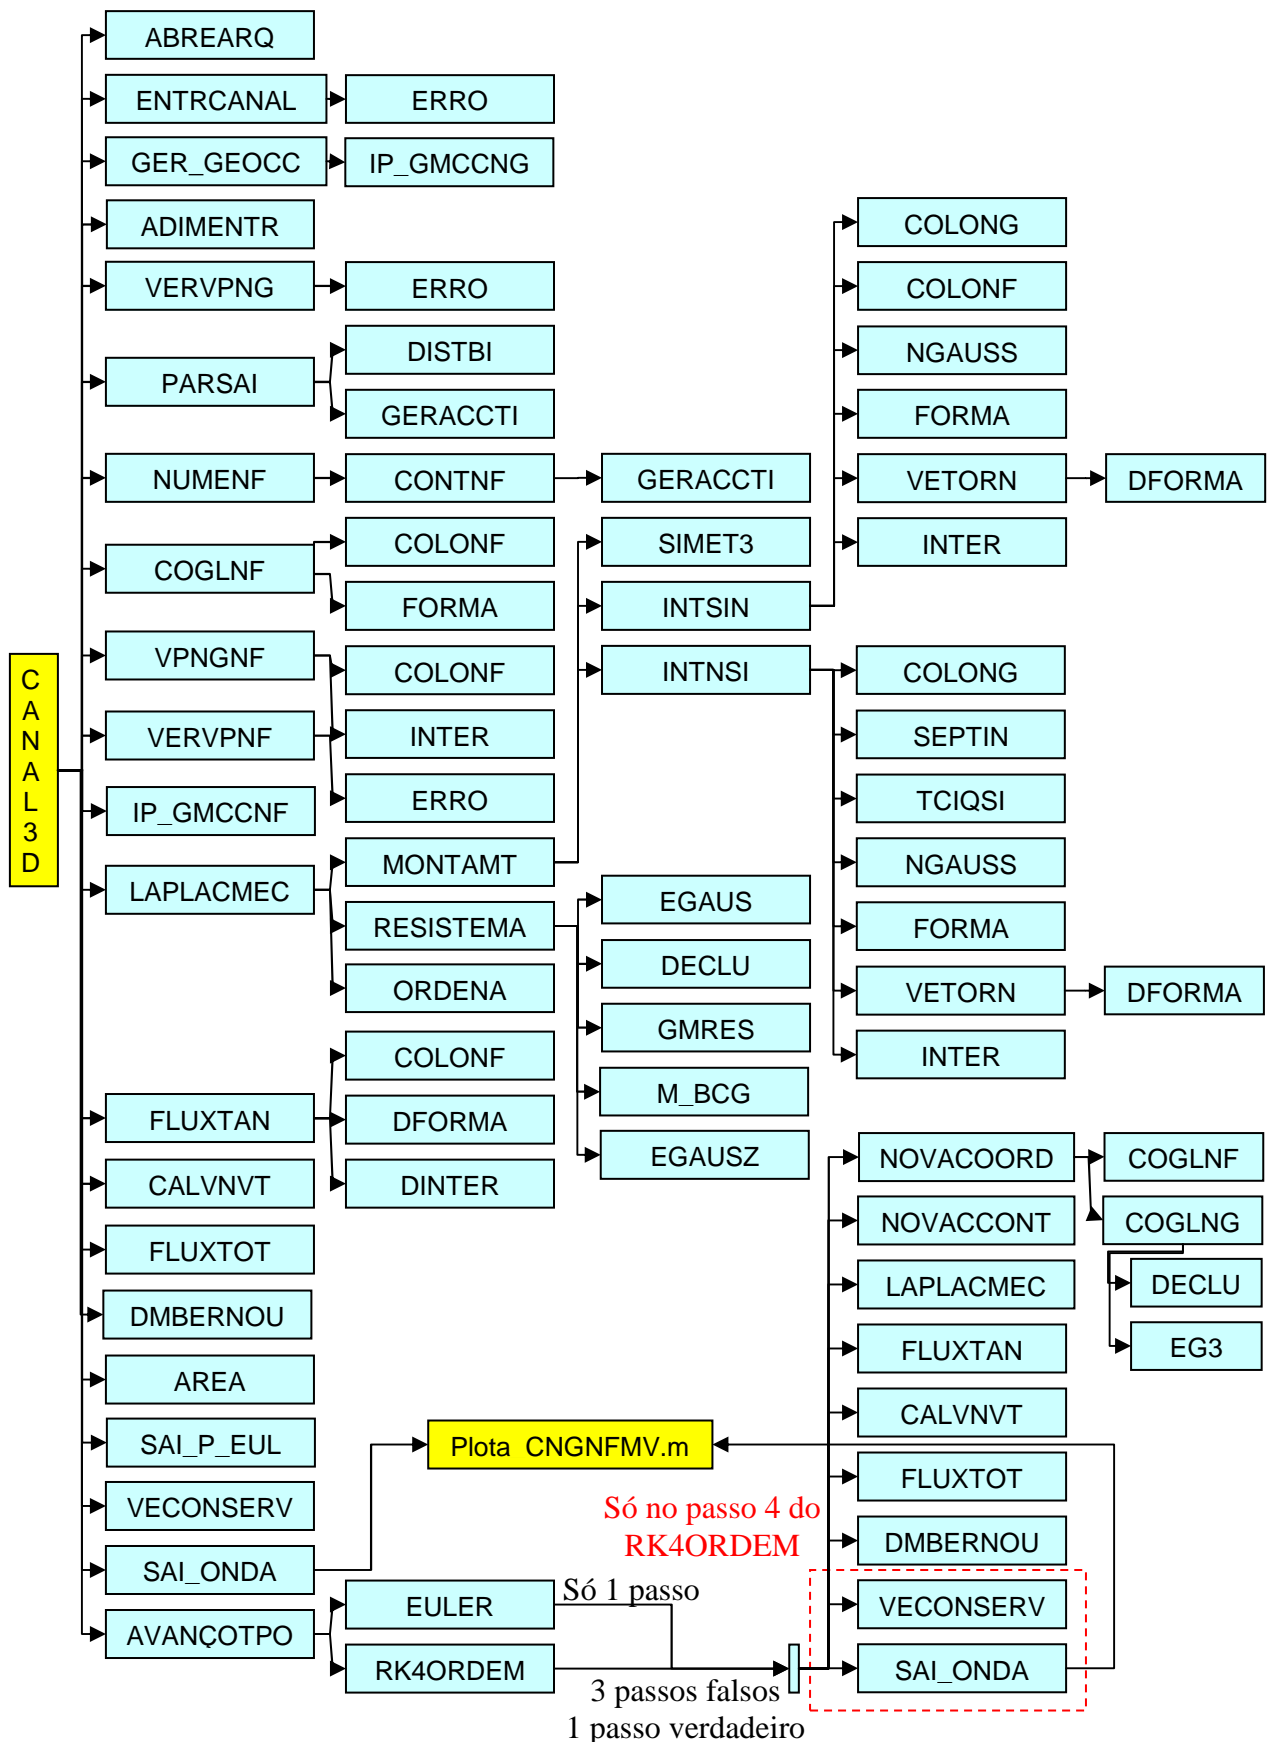 ABREARQ
ENTRCANAL
ERRO
GER_GEOCC
IP_GMCCNG
ADIMENTR
VERVPNG
ERRO
PARSAI
DISTBI
GERACCTI
NUMENF
CONTNF
GERACCTI
COGLNF
COLONF
FORMA
VPNGNF
VERVPNF
COLONF
INTER
ERRO
IP_GMCCNF
LAPLACMEC
MONTAMT
RESISTEMA
ORDENA
SIMET3
INTSIN
INTNSI
COLONG
COLONF
NGAUSS
FORMA
VETORN
DFORMA
INTER
COLONG
SEPTIN
TCIQSI
NGAUSS
FORMA
VETORN
DFORMA
INTER
EGAUS
DECLU
GMRES
M_BCG
EGAUSZ
C
A
N
A
L
3
D
FLUXTAN
COLONF
DFORMA
DINTER
CALVNVT
FLUXTOT
DMBERNOU
AREA
SAI_P_EUL
VECONSERV
SAI_ONDA
Plota CNGNFMV.m
AVANÇOTPO
EULER
RK4ORDEM
Só 1 passo
3 passos falsos
1 passo verdadeiro
Só no passo 4 do
RK4ORDEM
NOVACOORD
COGLNF
COGLNG
DECLU
EG3
NOVACCONT
LAPLACMEC
FLUXTAN
CALVNVT
FLUXTOT
DMBERNOU
VECONSERV
SAI_ONDA